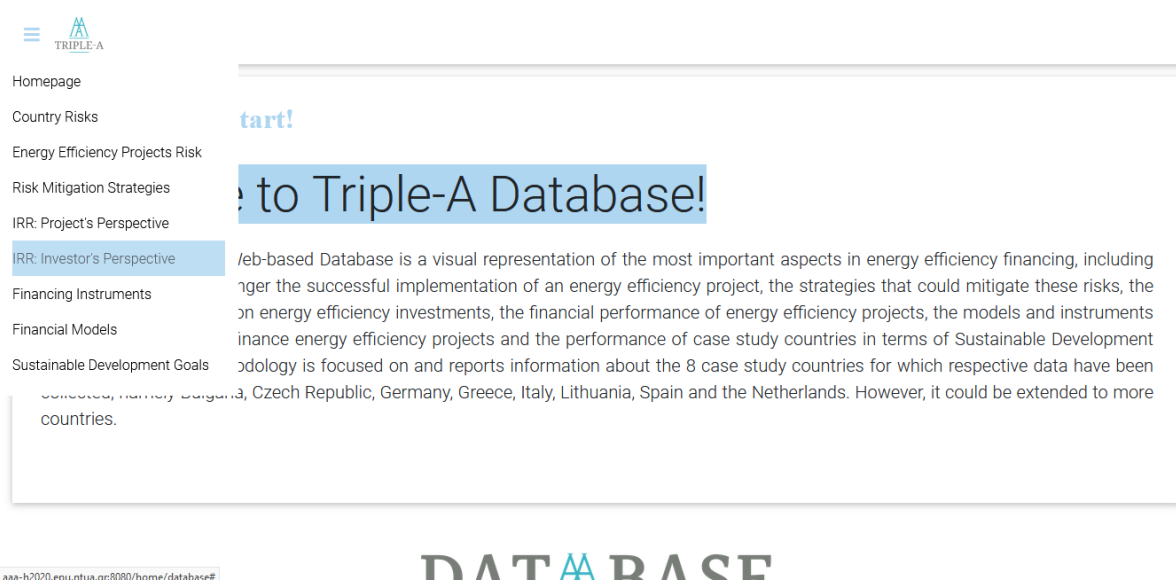 TRIPLE-A
Homepage
Country Risks
Energy Efficiency Projects Risk
Risk Mitigation Strategies
IRR: Project's Perspective
IRR: Investor's Perspective
Financing Instruments
Financial Models
Sustainable Development Goals
tart!
to Triple-A Database!
Web-based Database is a visual representation of the most important aspects in energy efficiency financing, including
nger the successful implementation of an energy efficiency project, the strategies that could mitigate these risks, the
on energy efficiency investments, the financial performance of energy efficiency projects, the models and instruments
inance energy efficiency projects and the performance of case study countries in terms of Sustainable Development
odology is focused on and reports information about the 8 case study countries for which respective data have been
collected, namely Bulgaria, Czech Republic, Germany, Greece, Italy, Lithuania, Spain and the Netherlands. However, it could be extended to more
countries.
DATABASE
aaa-h2020.epu.ntua.gr:8080/home/database#